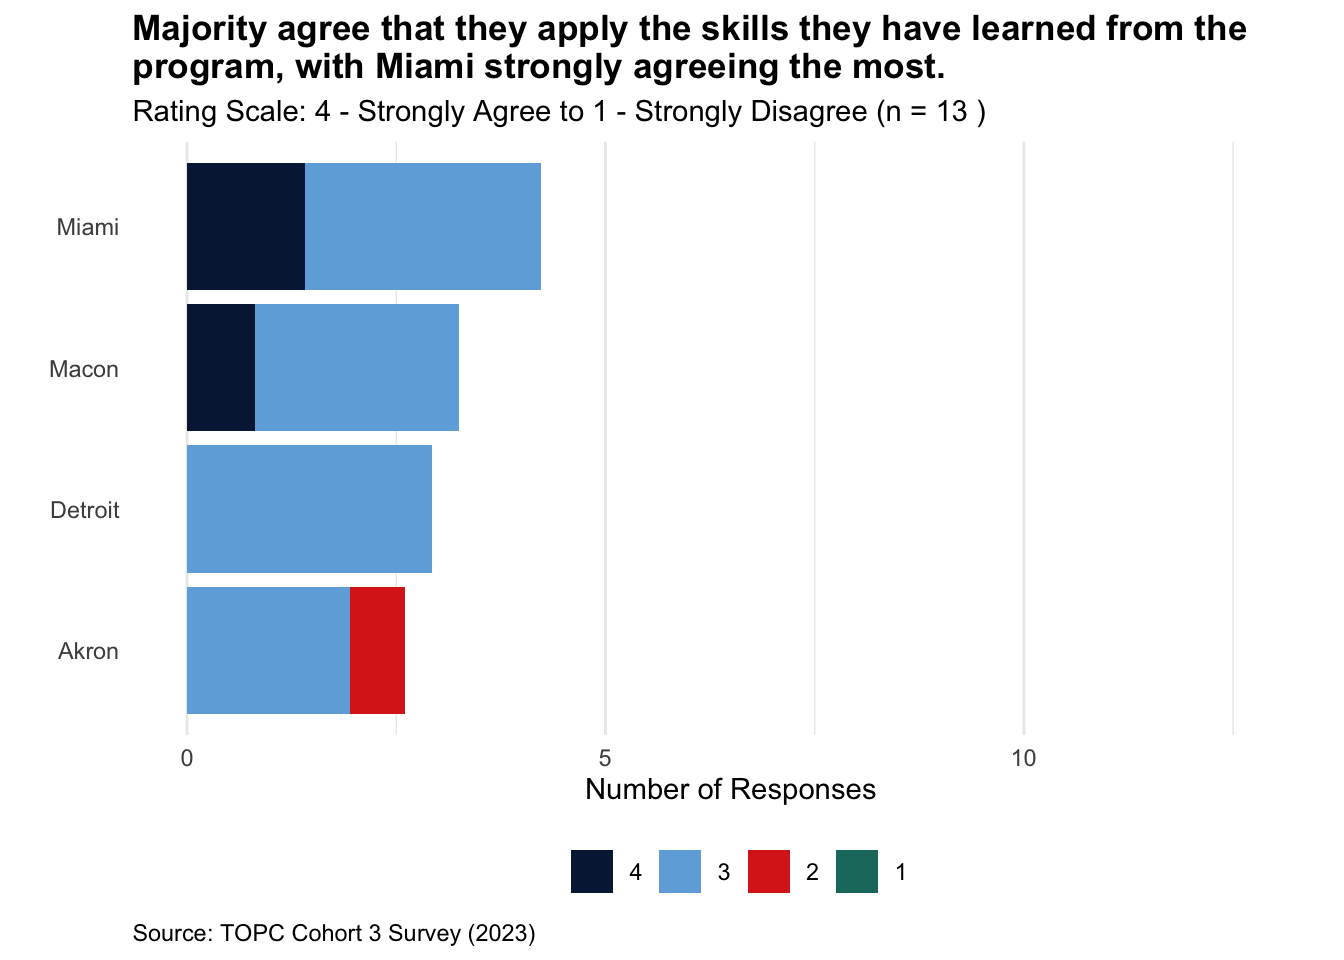 Majority agree that they apply the skills they have learned from the
program, with Miami strongly agreeing the most.
Rating Scale: 4 - Strongly Agree to 1 - Strongly Disagree (n = 13 )
Miami
Macon
Detroit
Akron
0 5 10
Number of Responses
4 3 2 1
Source: TOPC Cohort 3 Survey (2023)